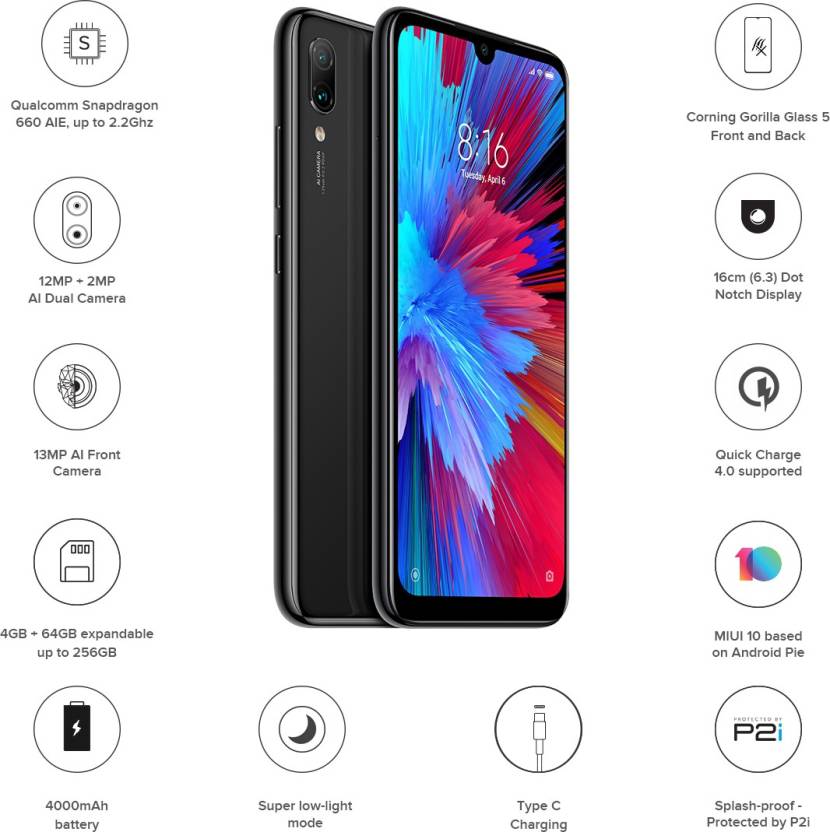 S
Qualcomm Snapdragon
660 AIE, up to 2.2Ghz
12MP + 2MP
AI Dual Camera
13MP AI Front
Camera
4GB + 64GB expandable
up to 256GB
4000mAh
battery
AI CAMERA
8:16
Tuesday, April 6
Super low-light
mode
Type C
Charging
Corning Gorilla Glass 5
Front and Back
16cm (6.3) Dot
Notch Display
Quick Charge
4.0 supported
10
MIUI 10 based
on Android Pie
PROTECTED BY
P2i
Splash-proof -
Protected by P2i